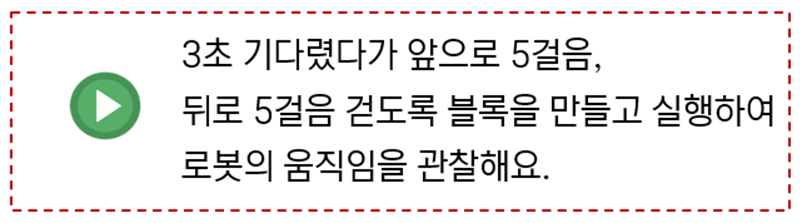 3초 기다렸다가 앞으로 5걸음,
뒤로 5걸음 걷도록 블록을 만들고 실행하여
로봇의 움직임을 관찰해요.